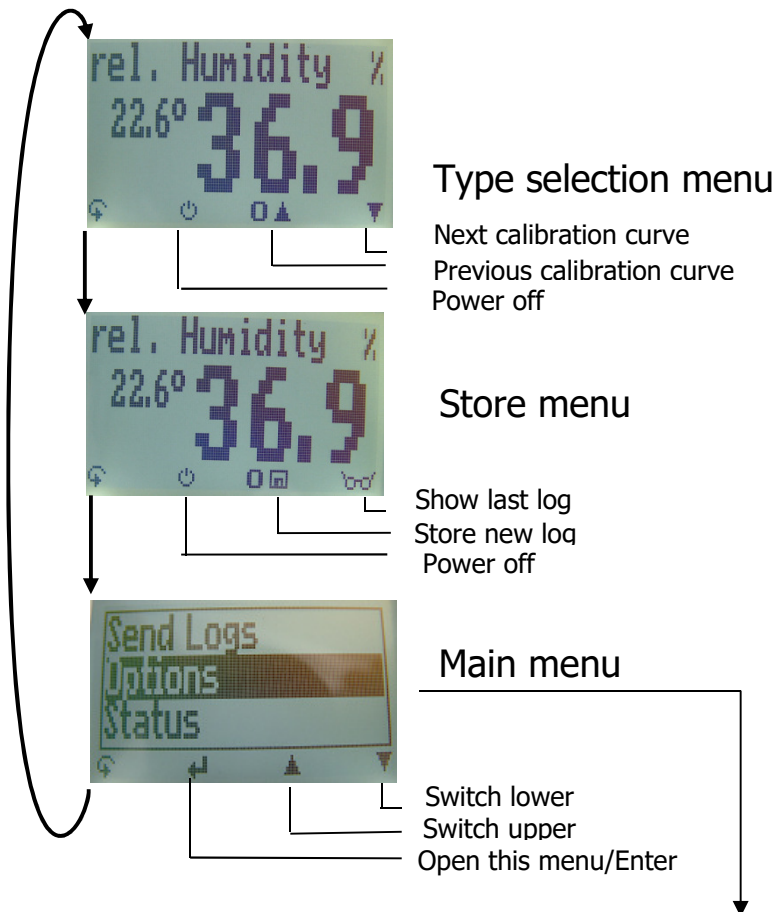 rel. Humidity %
22.6° 36.9
0
Type selection menu
Next calibration curve
Previous calibration curve
Power off
rel. Humidity %
22.6° 36.9
0
Store menu
Show last log
Store new log
Power off
Send Logs
Options
Status
Main menu
Switch lower
Switch upper
Open this menu/Enter